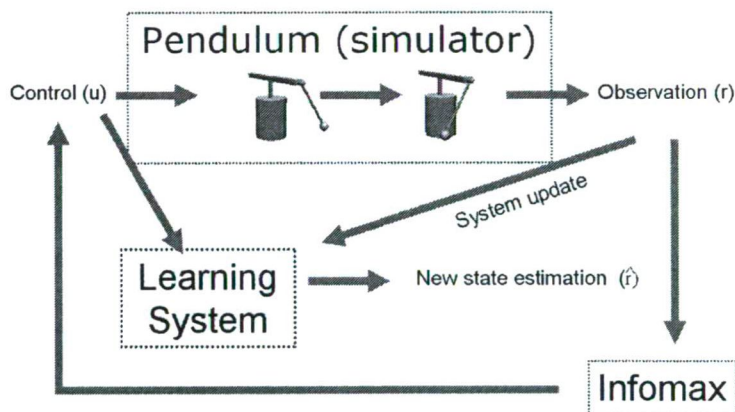 Pendulum (simulator)
Control (u)
Observation (r)
System update
Learning
System
New state estimation (r̂)
Infomax